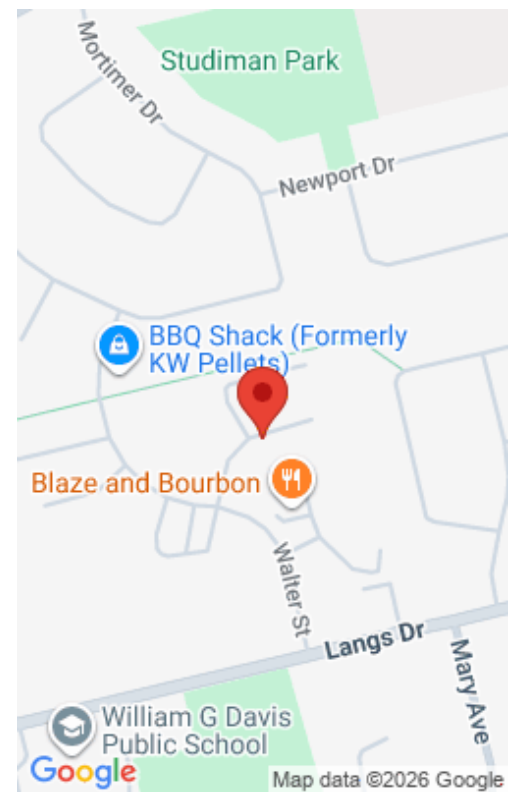 Mortimer Dr
Studiman Park
Newport Dr
BBQ Shack (Formerly
KW Pellets)
Blaze and Bourbon
Walter St
Langs Dr
Mary Ave
William G Davis
Public School
Google
Map data ©2026 Google